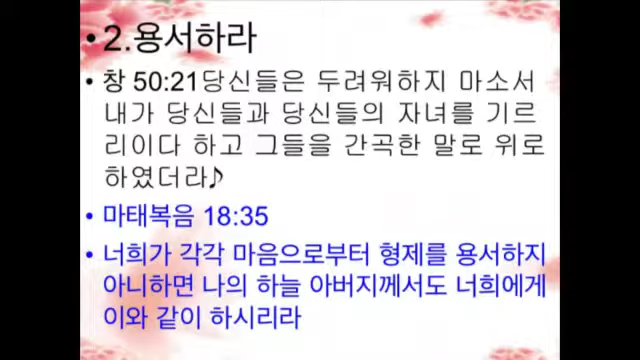 • 2.용서하라
• 창 50:21당신들은 두려워하지 마소서
내가 당신들과 당신들의 자녀를 기르
리이다 하고 그들을 간곡한 말로 위로
하였더라♪
• 마태복음 18:35
• 너희가 각각 마음으로부터 형제를 용서하지
아니하면 나의 하늘 아버지께서도 너희에게
이와 같이 하시리라